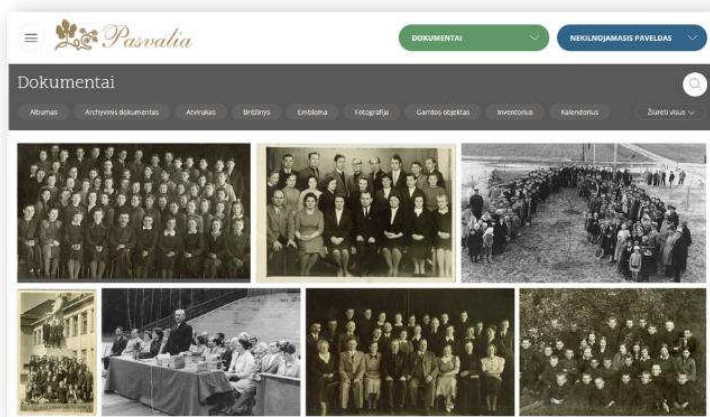 Pasvalia
DOKUMENTAI
NEKILNOJAMASIS PAVELDAS
Dokumentai
Albumas
Archyvinis dokumentas
Atvirukas
Brėžinys
Emblema
Fotografija
Gamtos objektas
Inventorius
Kalendorius
Žiūrėti visus